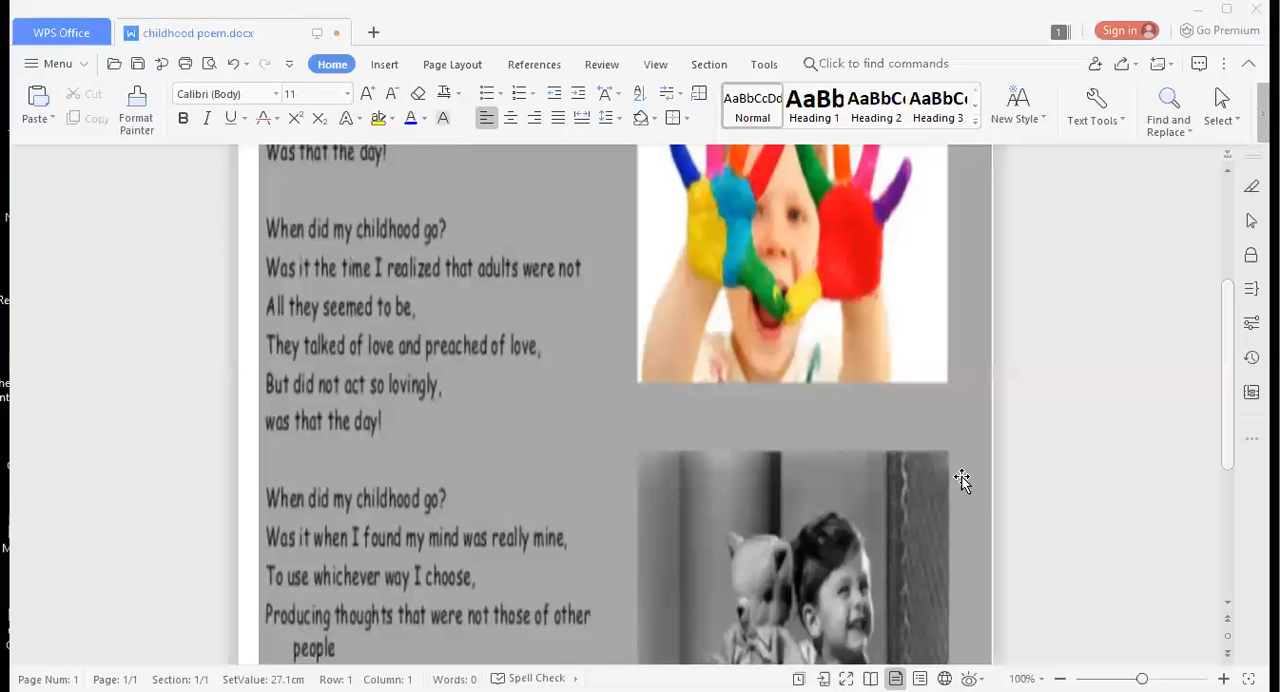 WPS Office
childhood poem.docx
1
Sign in
Go Premium
Menu
Home
Insert
Page Layout
References
Review
View
Section
Tools
Click to find commands
Paste
Cut
Copy
Format Painter
Calibri (Body)
11
AaBbCcDd
Normal
AaBb
Heading 1
AaBbC
Heading 2
AaBbC
Heading 3
New Style
Text Tools
Find and Replace
Select
Was that the day!
When did my childhood go?
Was it the time I realized that adults were not
All they seemed to be,
They talked of love and preached of love,
But did not act so lovingly,
was that the day!
When did my childhood go?
Was it when I found my mind was really mine,
To use whichever way I choose,
Producing thoughts that were not those of other
people
Page Num: 1
Page: 1/1
Section: 1/1
SetValue: 27.1cm
Row: 1
Column: 1
Words: 0
Spell Check
100%